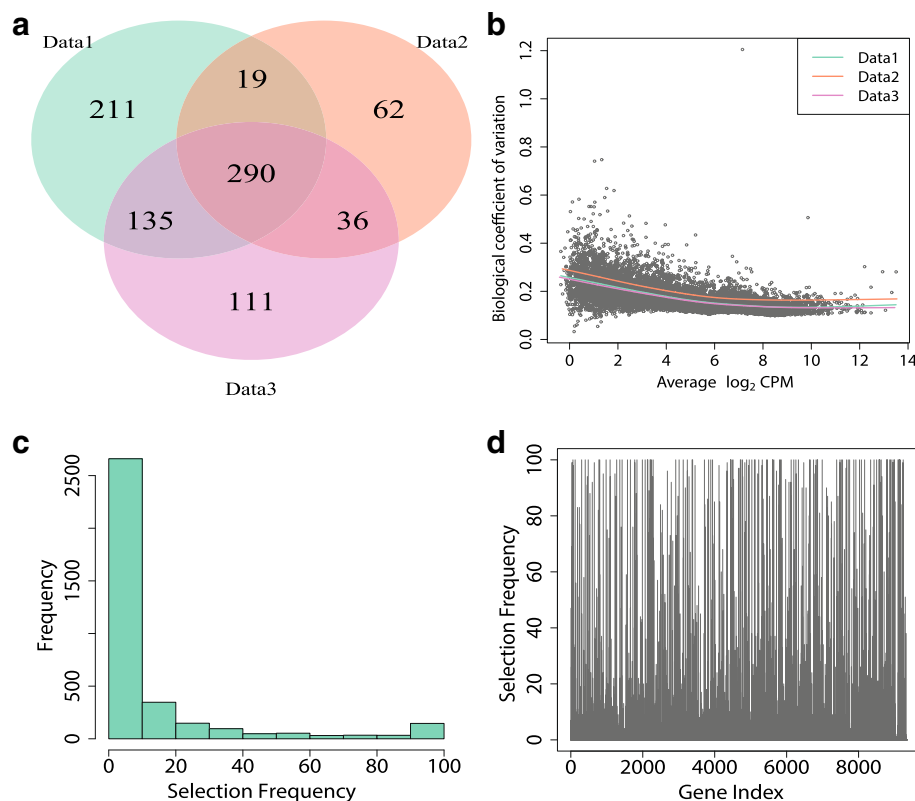 a
Data1
Data2
19
211
62
290
135
36
111
Data3
b
1.2
1.0
0.8
0.6
0.4
0.2
0.0
Biological coefficient of variation
Data1
Data2
Data3
0 2 4 6 8 10 12 14
Average log₂ CPM
c
2500
1500
500
0
Frequency
0 20 40 60 80 100
Selection Frequency
d
100
80
60
40
20
0
Selection Frequency
0 2000 4000 6000 8000
Gene Index